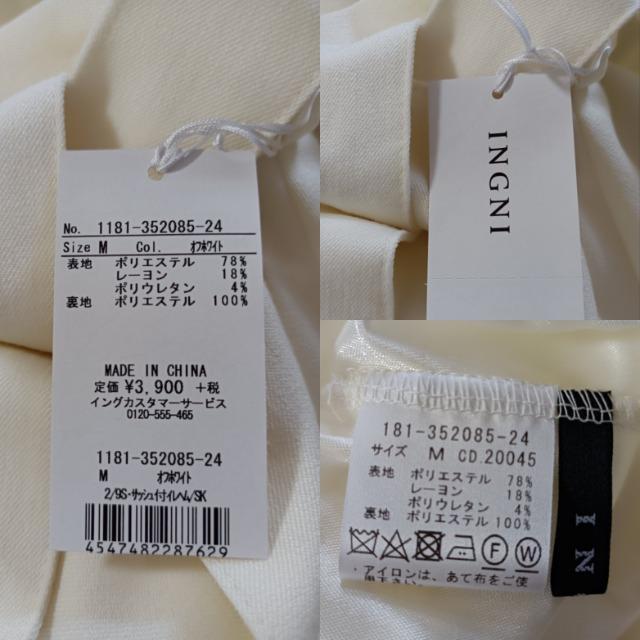 No. 1181-352085-24
Size M Col. ｵﾌﾎﾜｲﾄ
表地 ポリエステル 78%
レーヨン 18%
ポリウレタン 4%
裏地 ポリエステル 100%
MADE IN CHINA
定価 ¥3,900 +税
イングカスタマーサービス
0120-555-465
1181-352085-24
M ｵﾌﾎﾜｲﾄ
2/9S･ｻｯｼｭ付ｲﾚﾍﾑ/SK
4547482287629
INGNI
181-352085-24
サイズ M CD.20045
表地 ポリエステル 78%
レーヨン 18%
ポリウレタン 4%
裏地 ポリエステル 100%
F W
･アイロンは、あて布をご使
用下さい
I N